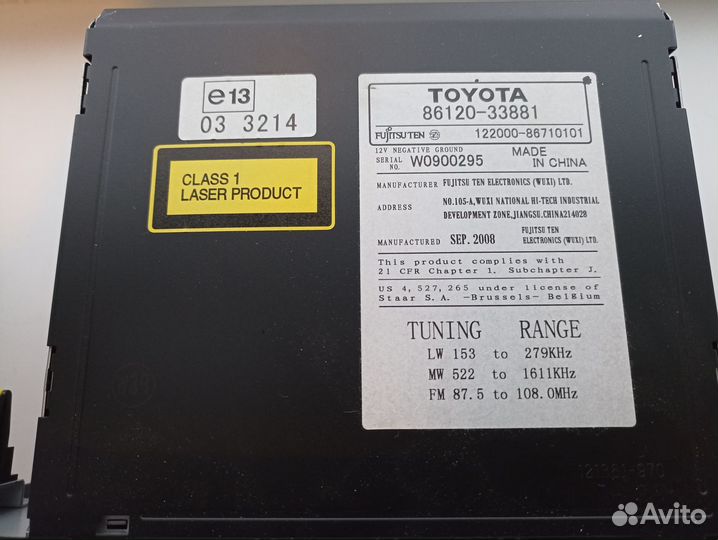 e13
03 3214
CLASS 1
LASER PRODUCT
TOYOTA
86120-33881
FUJITSU TEN 122000-86710101
12V NEGATIVE GROUND
SERIAL NO. W0900295
MADE IN CHINA
MANUFACTURER FUJITSU TEN ELECTRONICS (WUXI) LTD.
ADDRESS NO.105-A,WUXI NATIONAL HI-TECH INDUSTRIAL
DEVELOPMENT ZONE,JIANGSU,CHINA214028
MANUFACTURED SEP. 2008 FUJITSU TEN
ELECTRONICS (WUXI) LTD.
This product complies with
21 CFR Chapter 1. Subchapter J.
US 4, 527, 265 under license of
Staar S. A. -Brussels- Belgium
TUNING RANGE
LW 153 to 279KHz
MW 522 to 1611KHz
FM 87.5 to 108.0MHz
Avito